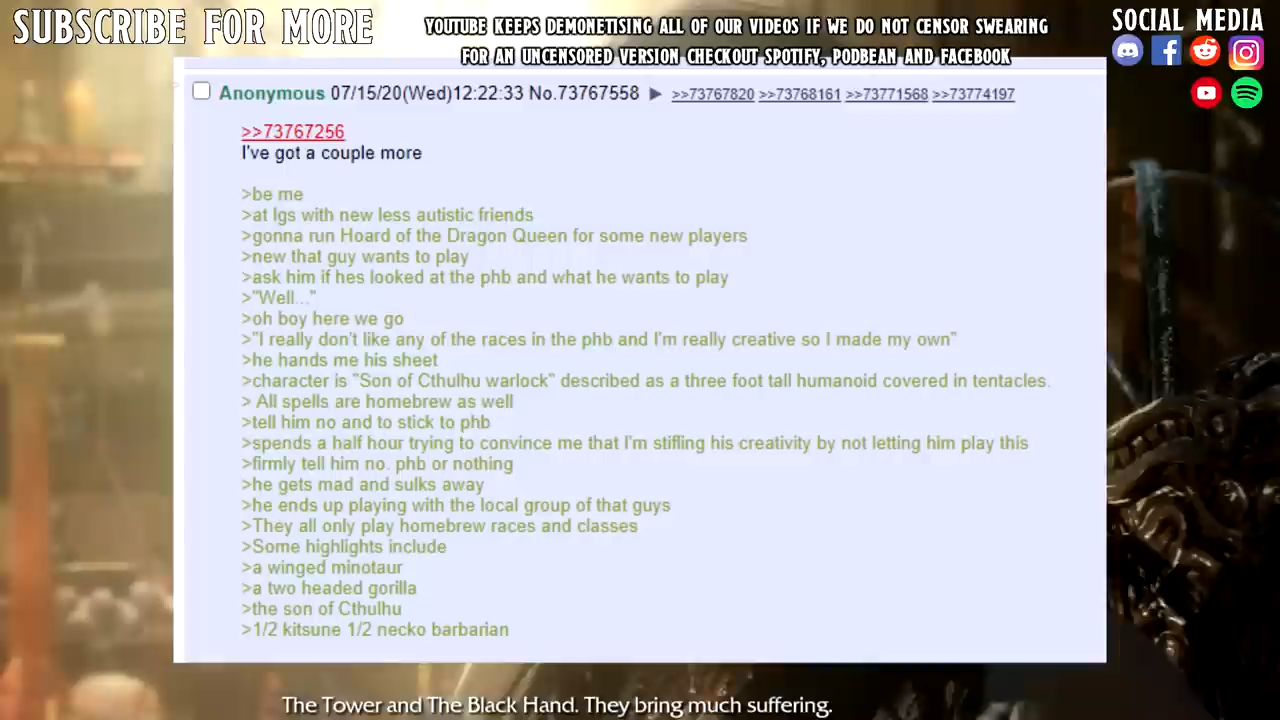 SUBSCRIBE FOR MORE
YOUTUBE KEEPS DEMONETISING ALL OF OUR VIDEOS IF WE DO NOT CENSOR SWEARING
FOR AN UNCENSORED VERSION CHECKOUT SPOTIFY, PODBEAN AND FACEBOOK
SOCIAL MEDIA
Anonymous 07/15/20(Wed)12:22:33 No.73767558 ▶ >>73767820 >>73768161 >>73771568 >>73774197
>>73767256
I've got a couple more
>be me
>at lgs with new less autistic friends
>gonna run Hoard of the Dragon Queen for some new players
>new that guy wants to play
>ask him if hes looked at the phb and what he wants to play
>"Well..."
>oh boy here we go
>"I really don't like any of the races in the phb and I'm really creative so I made my own"
>he hands me his sheet
>character is "Son of Cthulhu warlock" described as a three foot tall humanoid covered in tentacles.
> All spells are homebrew as well
>tell him no and to stick to phb
>spends a half hour trying to convince me that I'm stifling his creativity by not letting him play this
>firmly tell him no. phb or nothing
>he gets mad and sulks away
>he ends up playing with the local group of that guys
>They all only play homebrew races and classes
>Some highlights include
>a winged minotaur
>a two headed gorilla
>the son of Cthulhu
>1/2 kitsune 1/2 necko barbarian
The Tower and The Black Hand. They bring much suffering.